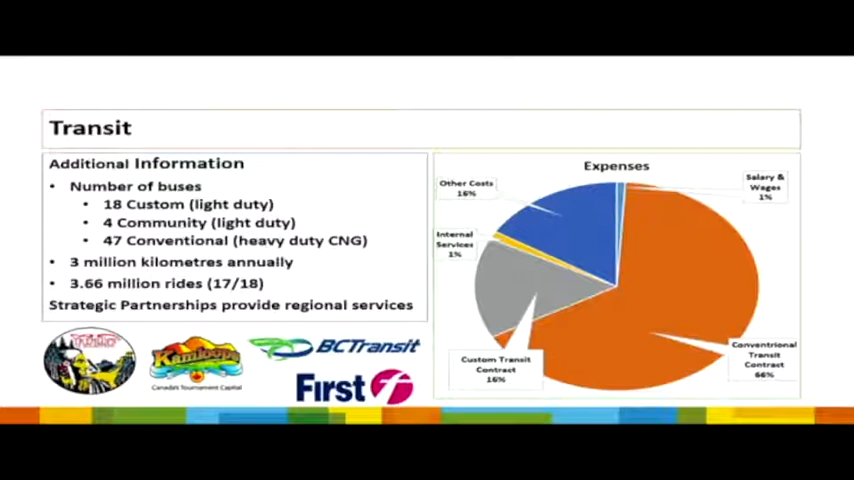 Transit
Additional Information
• Number of buses
• 18 Custom (light duty)
• 4 Community (light duty)
• 47 Conventional (heavy duty CNG)
• 3 million kilometres annually
• 3.66 million rides (17/18)
Strategic Partnerships provide regional services
Kamloops
Canada's Tournament Capital
BCTransit
First f
Expenses
Other Costs
16%
Salary &
Wages
1%
Internal
Services
1%
Custom Transit
Contract
16%
Conventrional
Transit
Contract
66%